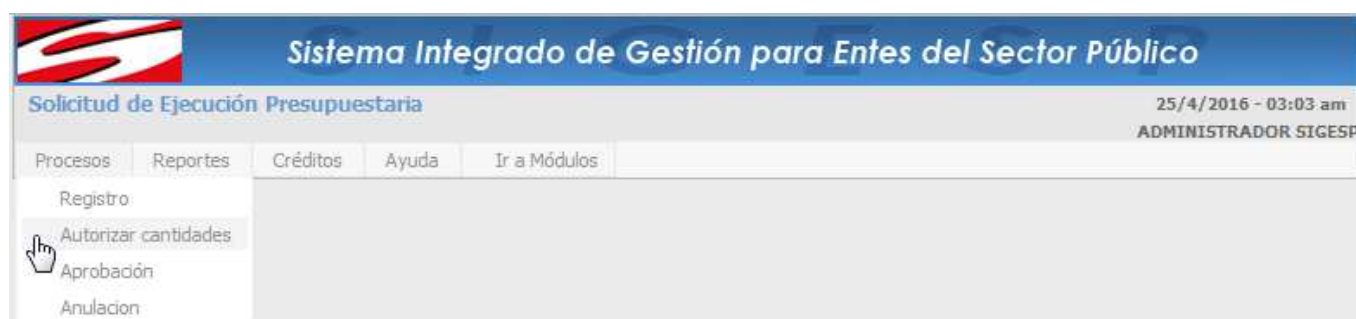 Sistema Integrado de Gestión para Entes del Sector Público
Solicitud de Ejecución Presupuestaria
25/4/2016 - 03:03 am
ADMINISTRADOR SIGESP
Procesos Reportes Créditos Ayuda Ir a Módulos
Registro
Autorizar cantidades
Aprobación
Anulacion